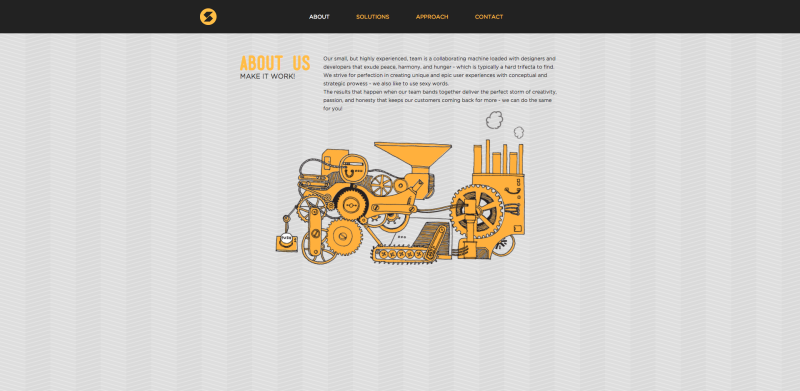 ABOUT
SOLUTIONS
APPROACH
CONTACT
ABOUT US
MAKE IT WORK!
Our small, but highly experienced, team is a collaborating machine loaded with designers and
developers that exude peace, harmony, and hunger - which is typically a hard trifecta to find.
We strive for perfection in creating unique and epic user experiences with conceptual and
strategic prowess - we also like to use sexy words.
The results that happen when our team bands together deliver the perfect storm of creativity,
passion, and honesty that keeps our customers coming back for more - we can do the same
for you!